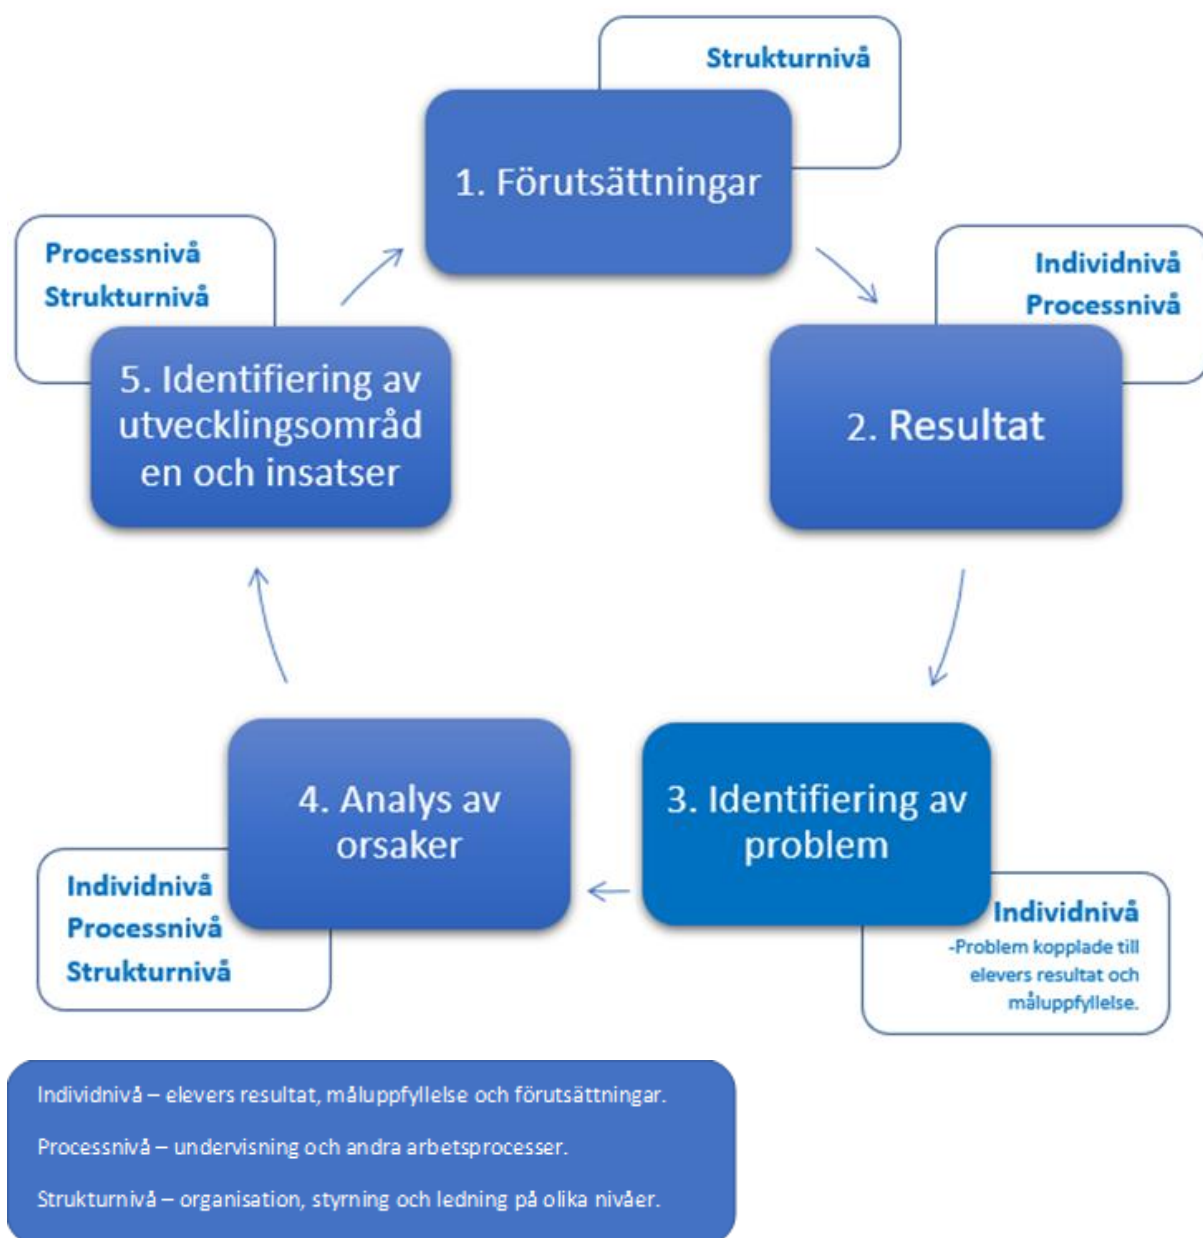 Strukturnivå
1. Förutsättningar
Individnivå
Processnivå
2. Resultat
3. Identifiering av
problem
Individnivå
-Problem kopplade till
elevers resultat och
måluppfyllelse.
4. Analys av
orsaker
Individnivå
Processnivå
Strukturnivå
Processnivå
Strukturnivå
5. Identifiering av
utvecklingsområd
en och insatser
Individnivå – elevers resultat, måluppfyllelse och förutsättningar.
Processnivå – undervisning och andra arbetsprocesser.
Strukturnivå – organisation, styrning och ledning på olika nivåer.